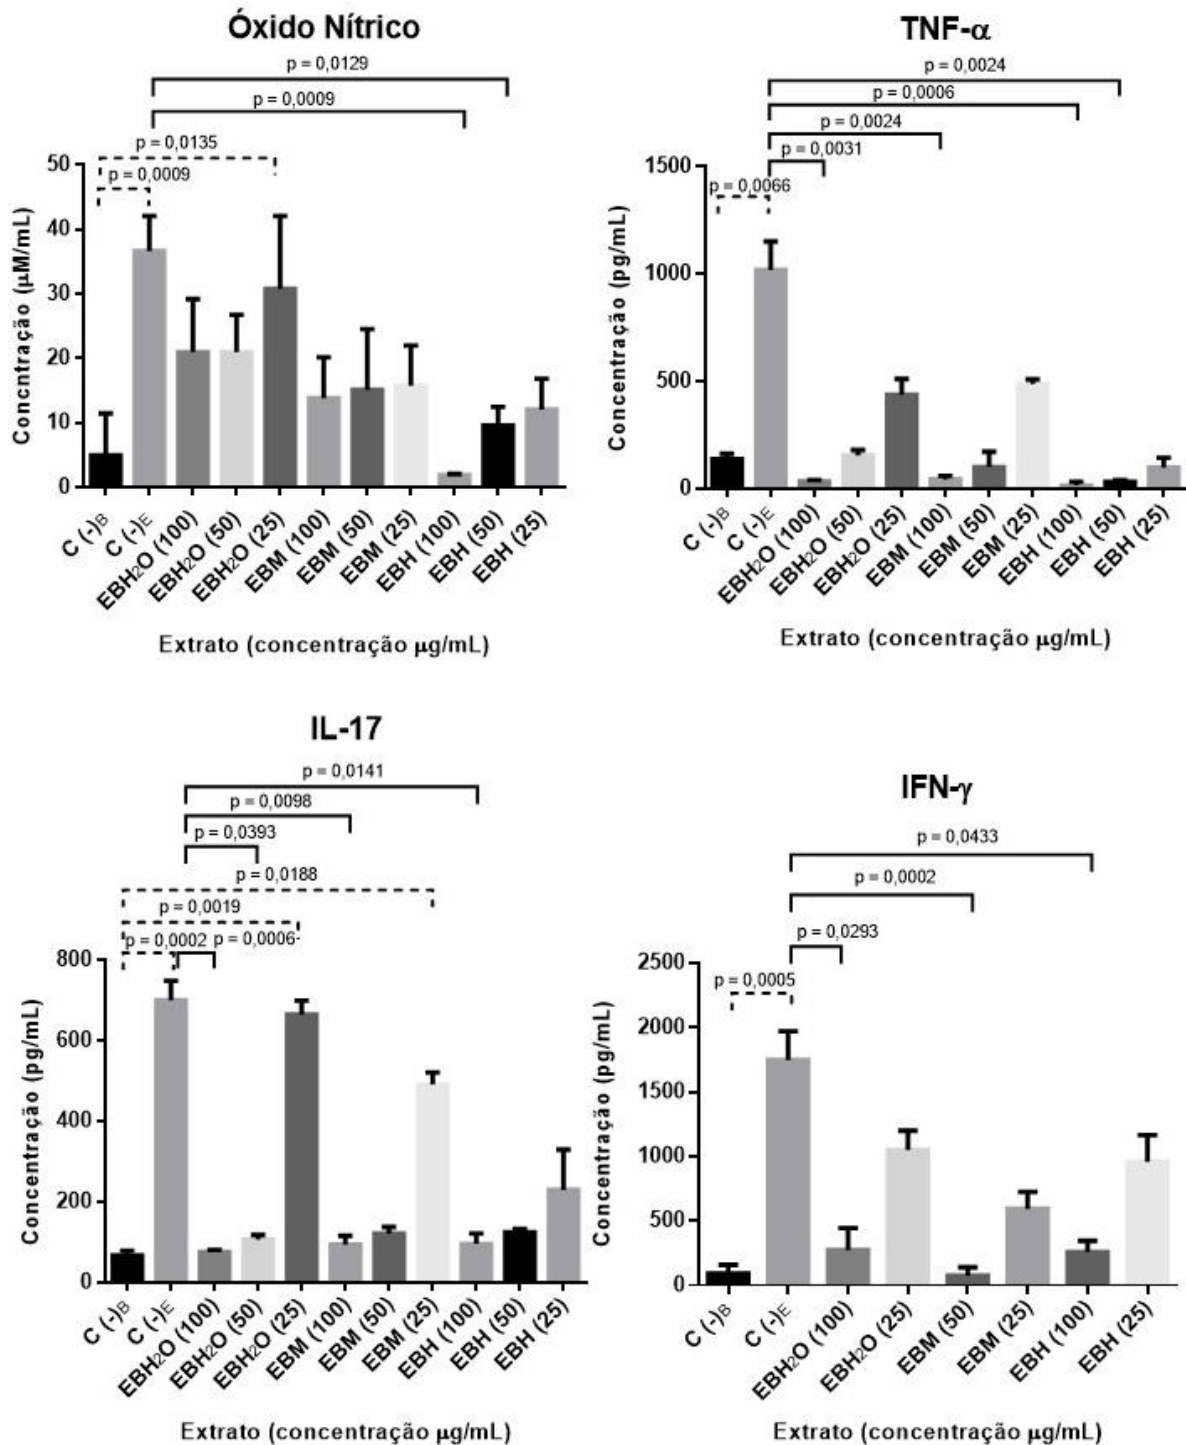 Óxido Nítrico
p = 0,0129
p = 0,0009
p = 0,0135
p = 0,0009
50
40
30
20
10
0
Concntração (µM/mL)
C (-)B
C (-)E
EBH₂O (100)
EBH₂O (50)
EBH₂O (25)
EBM (100)
EBM (50)
EBM (25)
EBH (100)
EBH (50)
EBH (25)
Extrato (concentração µg/mL)
TNF-α
p = 0,0024
p = 0,0006
p = 0,0024
p = 0,0031
p = 0,0066
1500
1000
500
0
Concentração (pg/mL)
C (-)B
C (-)E
EBH₂O (100)
EBH₂O (50)
EBH₂O (25)
EBM (100)
EBM (50)
EBM (25)
EBH (100)
EBH (50)
EBH (25)
Extrato (concentração µg/mL)
IL-17
p = 0,0141
p = 0,0098
p = 0,0393
p = 0,0188
p = 0,0019
p = 0,0002
p = 0,0006
800
600
400
200
0
Concentração (pg/mL)
C (-)B
C (-)E
EBH₂O (100)
EBH₂O (50)
EBH₂O (25)
EBM (100)
EBM (50)
EBM (25)
EBH (100)
EBH (50)
EBH (25)
Extrato (concentração µg/mL)
IFN-γ
p = 0,0433
p = 0,0002
p = 0,0293
p = 0,0005
2500
2000
1500
1000
500
0
Concentração (pg/mL)
C (-)B
C (-)E
EBH₂O (100)
EBH₂O (25)
EBM (50)
EBM (25)
EBH (100)
EBH (25)
Extrato (concentração µg/mL)